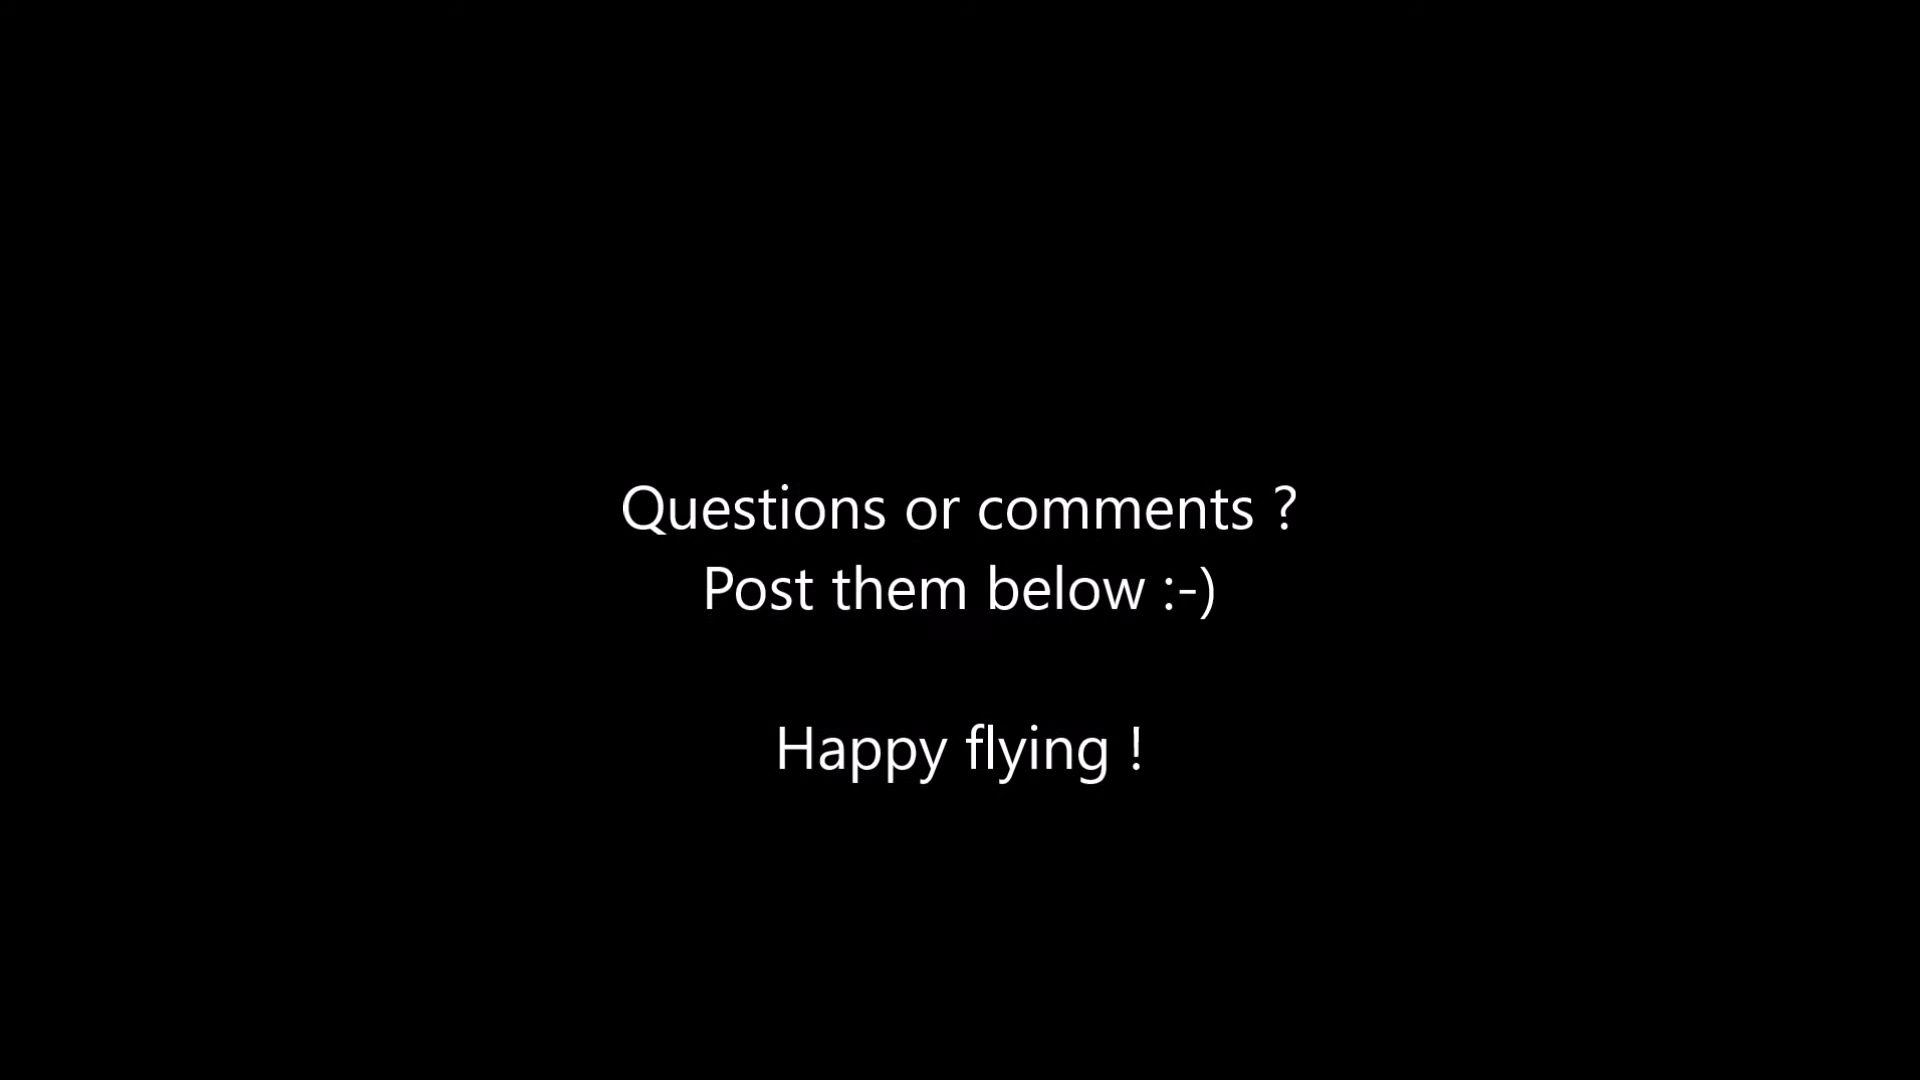 Questions or comments ?
Post them below :-)
Happy flying !